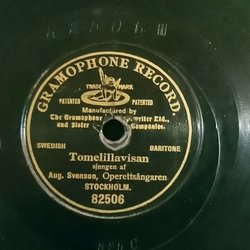 GRAMOPHONE RECORD.
TRADE MARK
PATENTED PATENTED
Manufactured by
The Gramophone writer Ltd.,
and Sister Companies.
SWEDISH BARITONE
Tomelillavisan
sjungen af
Aug. Svenson, Operettsångaren
STOCKHOLM.
82506